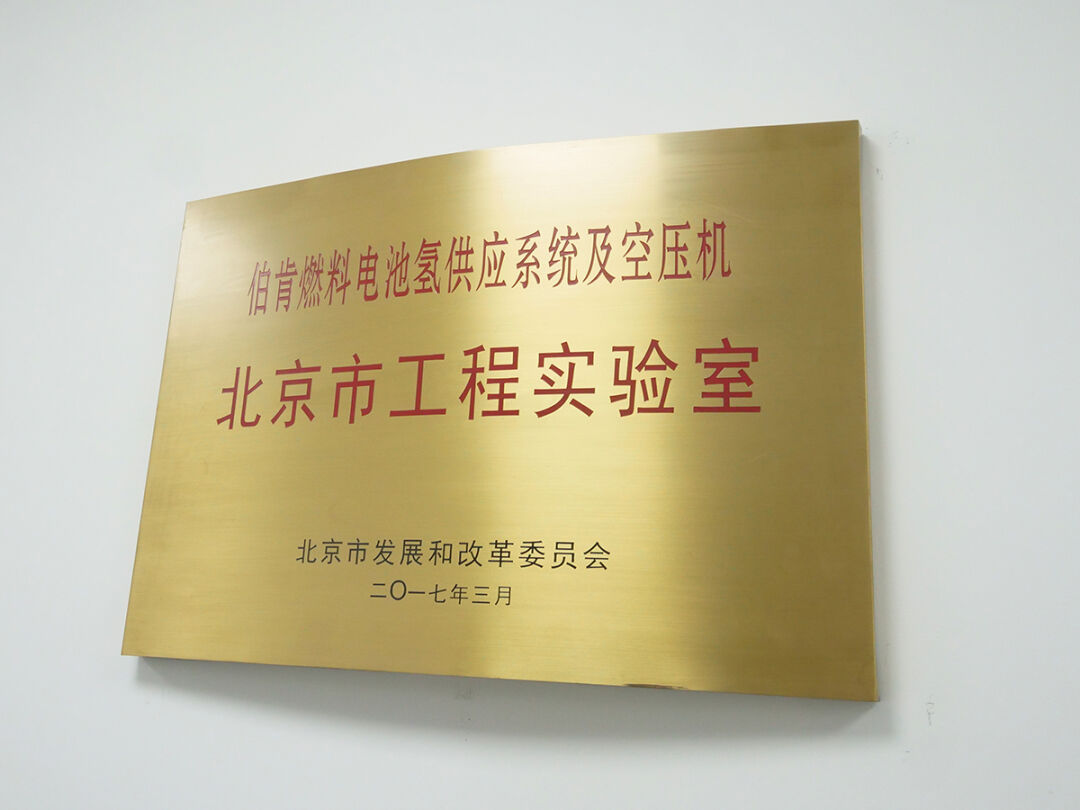 伯肯燃料电池氢供应系统及空压机
北京市工程实验室
北京市发展和改革委员会
二〇一七年三月